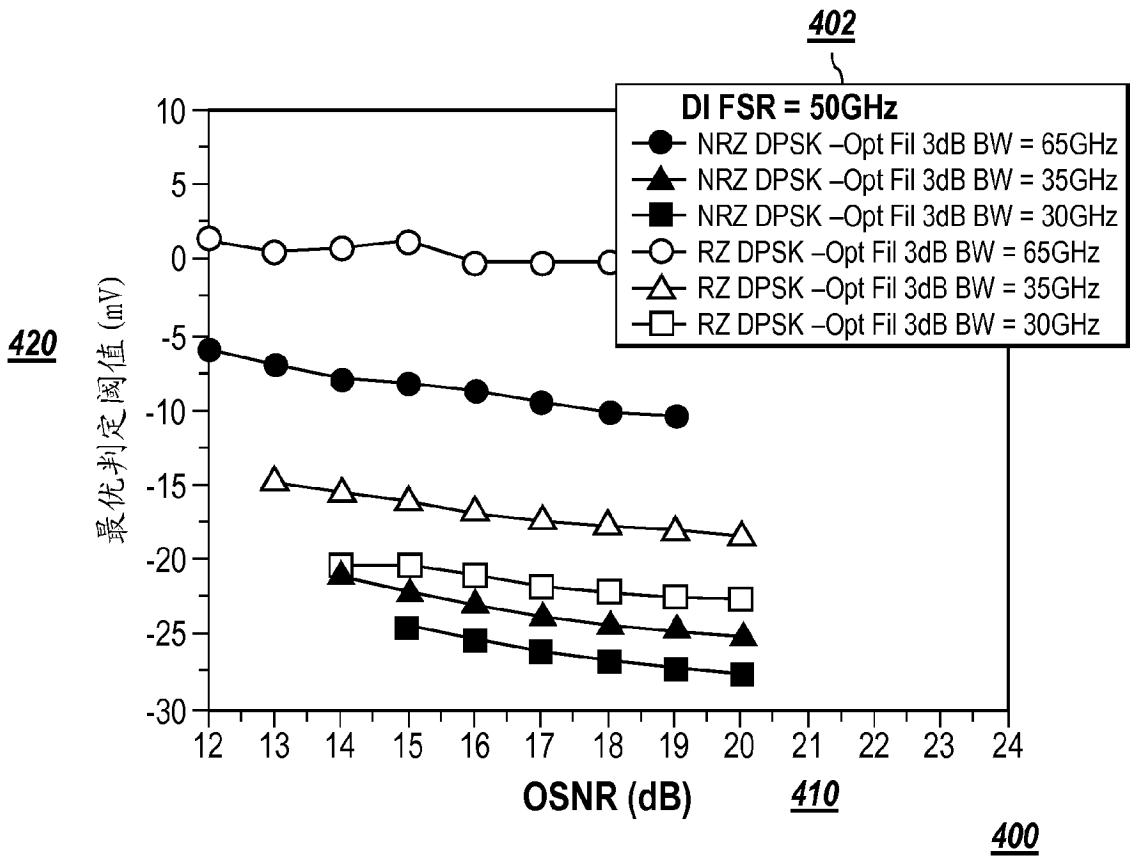 402
DI FSR = 50GHz
NRZ DPSK –Opt Fil 3dB BW = 65GHz
NRZ DPSK –Opt Fil 3dB BW = 35GHz
NRZ DPSK –Opt Fil 3dB BW = 30GHz
RZ DPSK –Opt Fil 3dB BW = 65GHz
RZ DPSK –Opt Fil 3dB BW = 35GHz
RZ DPSK –Opt Fil 3dB BW = 30GHz
10
5
0
-5
-10
-15
-20
-25
-30
420
最优判定阈值(mV)
12 13 14 15 16 17 18 19 20 21 22 23 24
OSNR (dB)
410
400